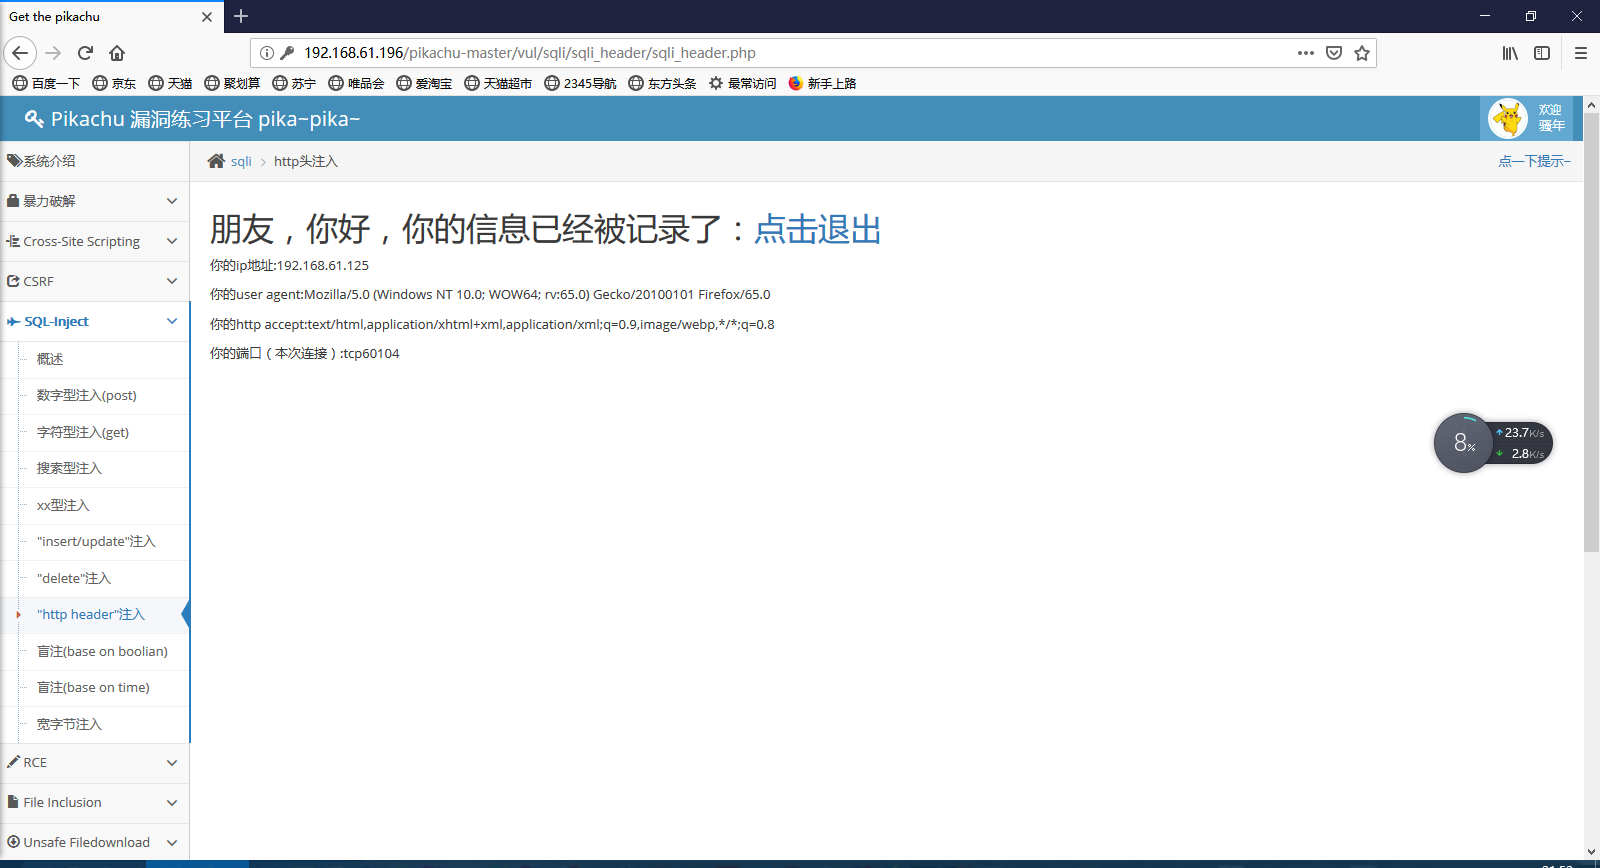 Get the pikachu
192.168.61.196/pikachu-master/vul/sqli/sqli_header/sqli_header.php
百度一下 京东 天猫 聚划算 苏宁 唯品会 爱淘宝 天猫超市 2345导航 东方头条 最常访问 新手上路
Pikachu 漏洞练习平台 pika~pika~
欢迎
骚年
系统介绍
sqli > http头注入
点一下提示~
暴力破解
Cross-Site Scripting
CSRF
SQL-Inject
概述
数字型注入(post)
字符型注入(get)
搜索型注入
xx型注入
"insert/update"注入
"delete"注入
"http header"注入
盲注(base on boolian)
盲注(base on time)
宽字节注入
RCE
File Inclusion
Unsafe Filedownload
朋友，你好，你的信息已经被记录了：点击退出
你的ip地址:192.168.61.125
你的user agent:Mozilla/5.0 (Windows NT 10.0; WOW64; rv:65.0) Gecko/20100101 Firefox/65.0
你的http accept:text/html,application/xhtml+xml,application/xml;q=0.9,image/webp,*/*;q=0.8
你的端口（本次连接）:tcp60104
8%
23.7K/s
2.8K/s